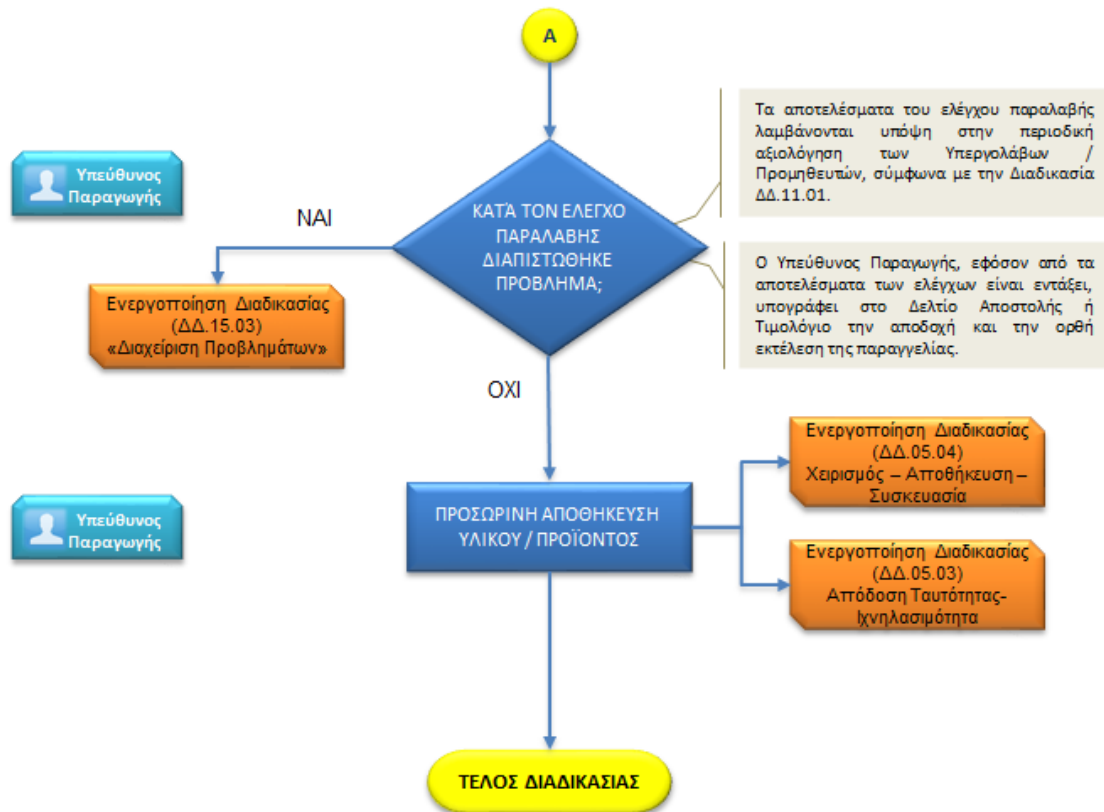 Α
Τα αποτελέσματα του ελέγχου παραλαβής
λαμβάνονται υπόψη στην περιοδική
αξιολόγηση των Υπεργολάβων /
Προμηθευτών, σύμφωνα με την Διαδικασία
ΔΔ.11.01.
Υπεύθυνος
Παραγωγής
ΝΑΙ
ΚΑΤΆ ΤΟΝ ΕΛΕΓΧΟ
ΠΑΡΑΛΑΒΗΣ
ΔΙΑΠΙΣΤΩΘΗΚΕ
ΠΡΟΒΛΗΜΑ;
Ο Υπεύθυνος Παραγωγής, εφόσον από τα
αποτελέσματα των ελέγχων είναι εντάξει,
υπογράφει στο Δελτίο Αποστολής ή
Τιμολόγιο την αποδοχή και την ορθή
εκτέλεση της παραγγελίας.
Ενεργοποίηση Διαδικασίας
(ΔΔ.15.03)
«Διαχείριση Προβλημάτων»
ΟΧΙ
Ενεργοποίηση Διαδικασίας
(ΔΔ.05.04)
Χειρισμός – Αποθήκευση –
Συσκευασία
Υπεύθυνος
Παραγωγής
ΠΡΟΣΩΡΙΝΗ ΑΠΟΘΗΚΕΥΣΗ
ΥΛΙΚΟΥ / ΠΡΟΪΟΝΤΟΣ
Ενεργοποίηση Διαδικασίας
(ΔΔ.05.03)
Απόδοση Ταυτότητας-
Ιχνηλασιμότητα
ΤΕΛΟΣ ΔΙΑΔΙΚΑΣΙΑΣ